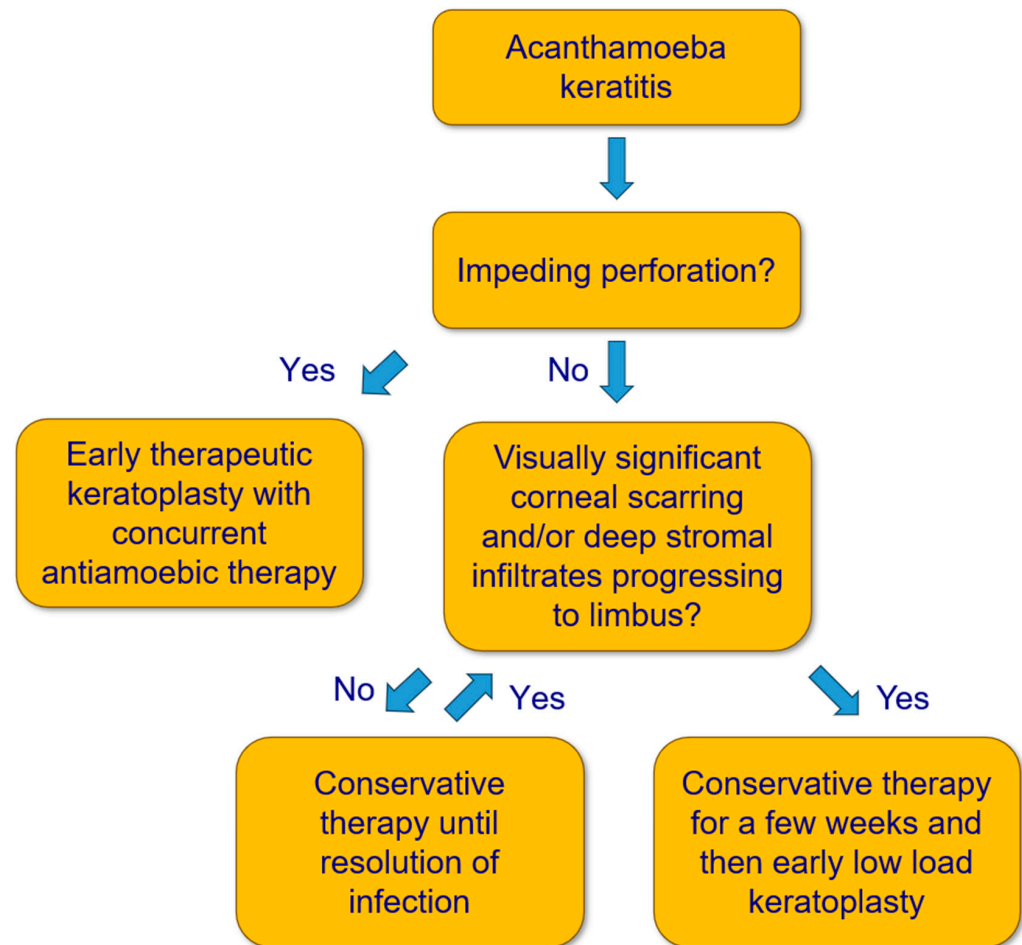 Acanthamoeba
keratitis
Impeding perforation?
Yes
No
Early therapeutic
keratoplasty with
concurrent
antiamoebic therapy
Visually significant
corneal scarring
and/or deep stromal
infiltrates progressing
to limbus?
No
Yes
Yes
Conservative
therapy until
resolution of
infection
Conservative therapy
for a few weeks and
then early low load
keratoplasty